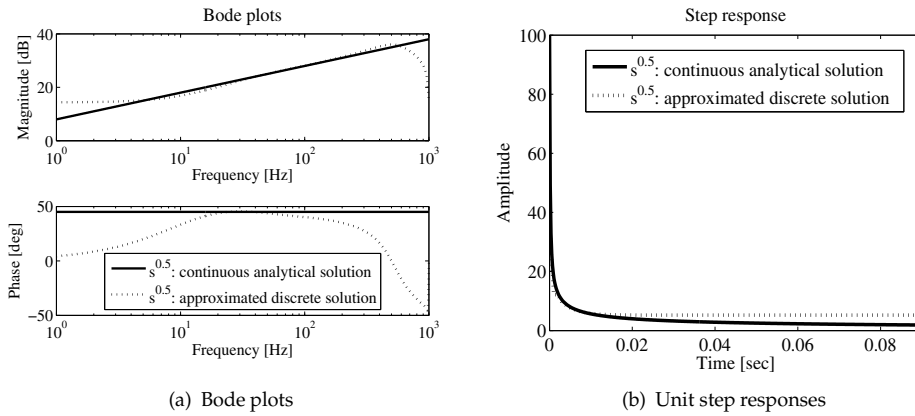 Bode plots
Magnitude [dB]
40
20
0
10^0
10^1
10^2
10^3
Frequency [Hz]
Phase [deg]
50
0
−50
s^0.5: continuous analytical solution
s^0.5: approximated discrete solution
10^0
10^1
10^2
10^3
Frequency [Hz]
(a) Bode plots
Step response
Amplitude
100
80
60
40
20
0
s^0.5: continuous analytical solution
s^0.5: approximated discrete solution
0
0.02
0.04
0.06
0.08
Time [sec]
(b) Unit step responses